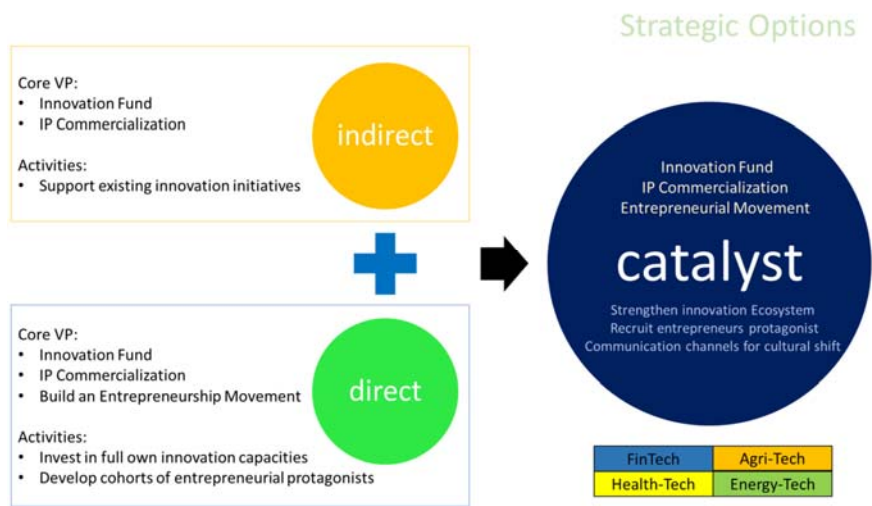 Strategic Options
Core VP:
• Innovation Fund
• IP Commercialization
Activities:
• Support existing innovation initiatives
indirect
Core VP:
• Innovation Fund
• IP Commercialization
• Build an Entrepreneurship Movement
Activities:
• Invest in full own innovation capacities
• Develop cohorts of entrepreneurial protagonists
direct
Innovation Fund
IP Commercialization
Entrepreneurial Movement
catalyst
Strengthen innovation Ecosystem
Recruit entrepreneurs protagonist
Communication channels for cultural shift
FinTech
Agri-Tech
Health-Tech
Energy-Tech